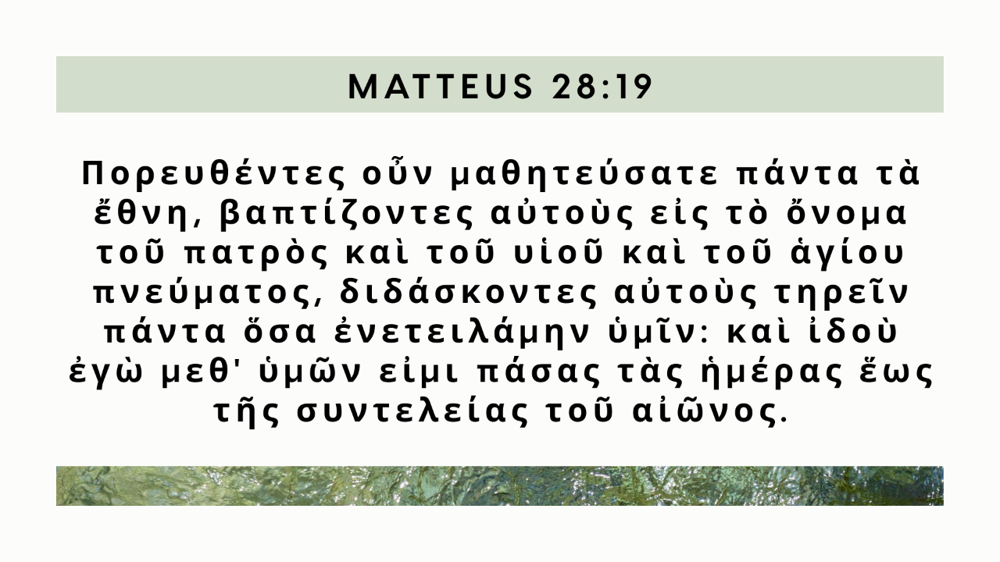 MATTEUS 28:19
Πορευθέντες οὖν μαθητεύσατε πάντα τὰ
ἔθνη, βαπτίζοντες αὐτοὺς εἰς τὸ ὄνομα
τοῦ πατρὸς καὶ τοῦ υἱοῦ καὶ τοῦ ἁγίου
πνεύματος, διδάσκοντες αὐτοὺς τηρεῖν
πάντα ὅσα ἐνετειλάμην ὑμῖν: καὶ ἰδοὺ
ἐγὼ μεθ' ὑμῶν εἰμι πάσας τὰς ἡμέρας ἕως
τῆς συντελείας τοῦ αἰῶνος.